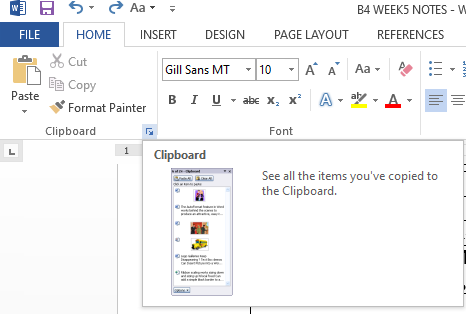 B4 WEEK5 NOTES - W
FILE HOME INSERT DESIGN PAGE LAYOUT REFERENCES
Cut
Copy
Format Painter
Paste
Clipboard
Gill Sans MT 10 A A Aa
B I U abc x₂ x² A ab A
Font
L 1
Clipboard
See all the items you've copied to
the Clipboard.